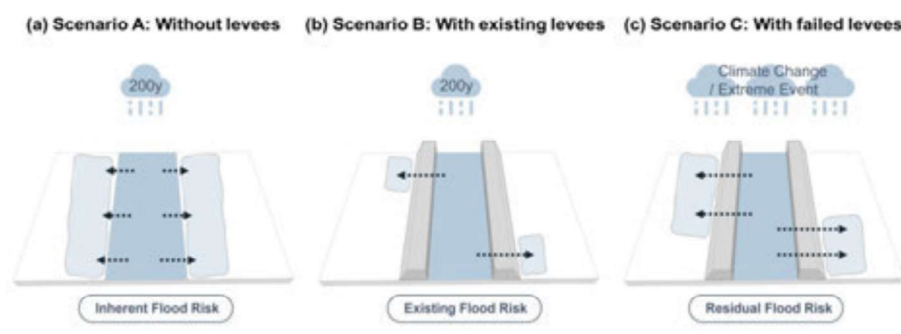 (a) Scenario A: Without levees
(b) Scenario B: With existing levees
(c) Scenario C: With failed levees
200y
200y
Climate Change
/ Extreme Event
Inherent Flood Risk
Existing Flood Risk
Residual Flood Risk